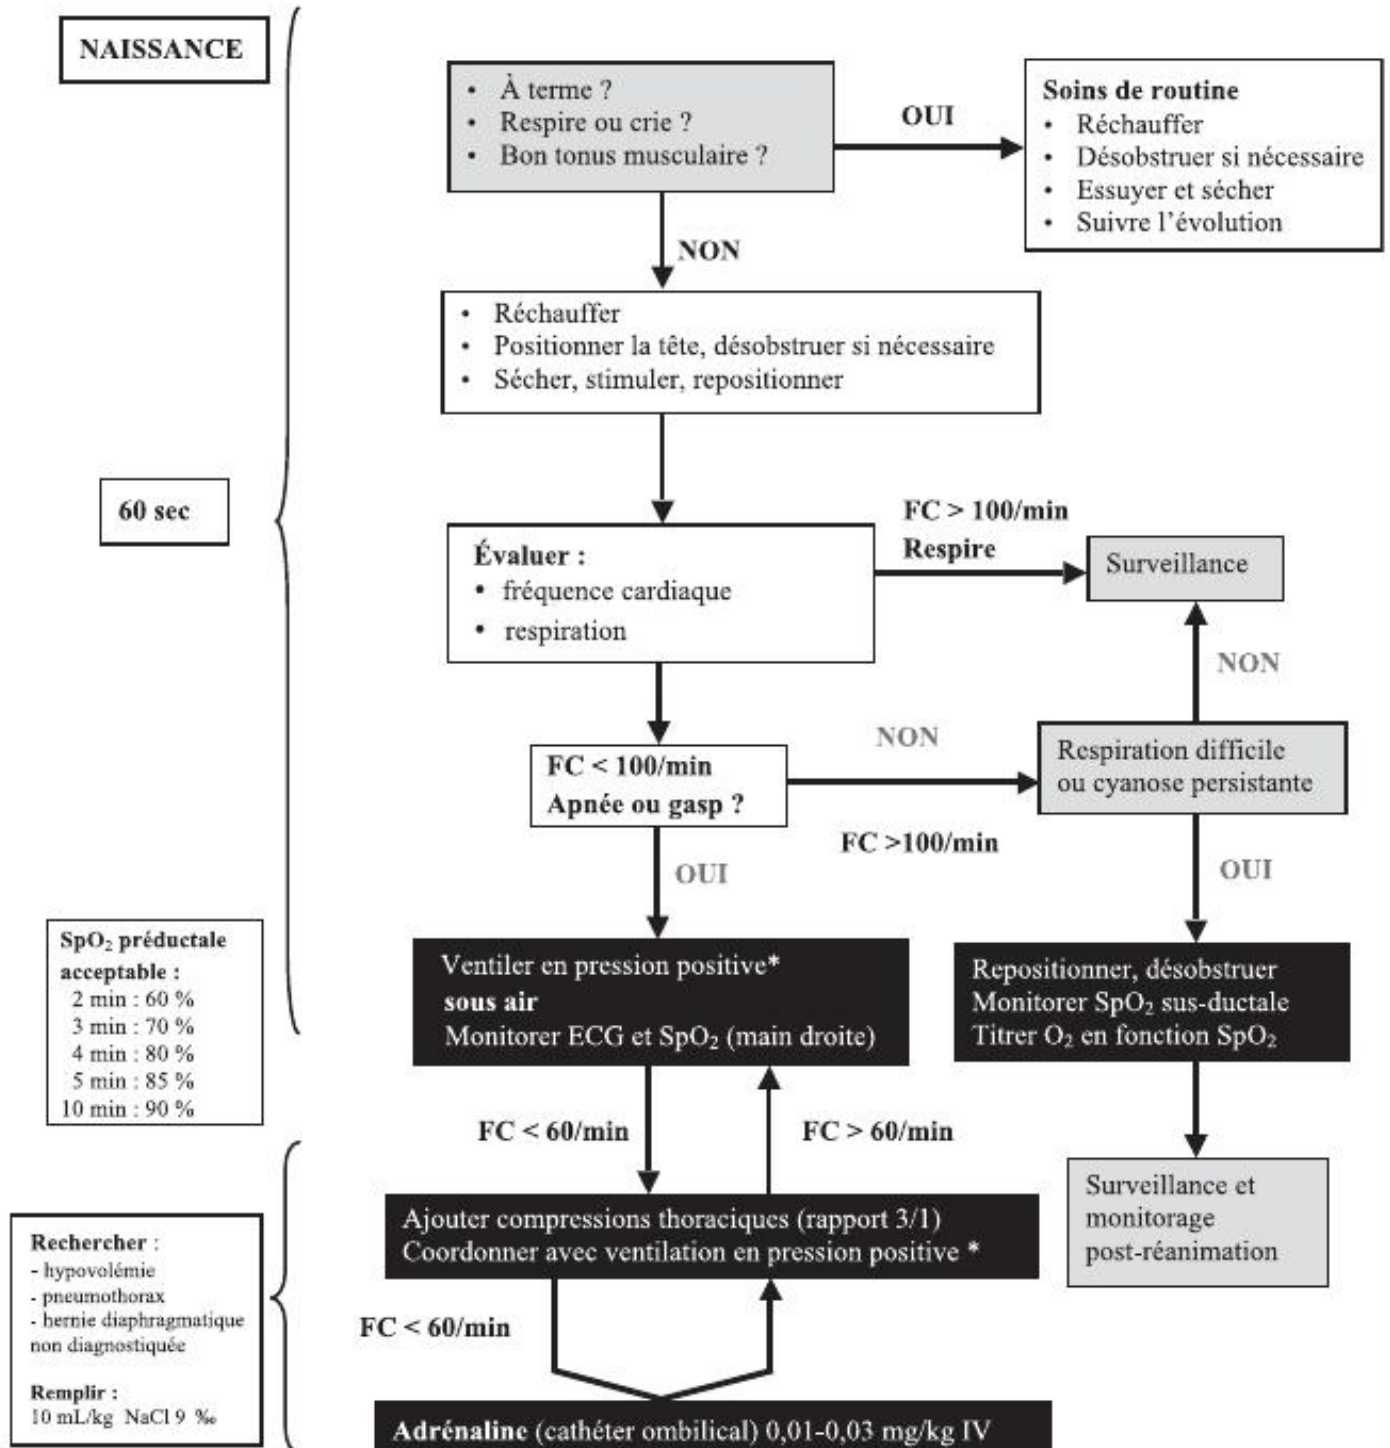 NAISSANCE
• À terme ?
• Respire ou crie ?
• Bon tonus musculaire ?
OUI
Soins de routine
• Réchauffer
• Désobstruer si nécessaire
• Essuyer et sécher
• Suivre l'évolution
NON
• Réchauffer
• Positionner la tête, désobstruer si nécessaire
• Sécher, stimuler, repositionner
60 sec
Évaluer :
• fréquence cardiaque
• respiration
FC > 100/min
Respire
Surveillance
NON
FC < 100/min
Apnée ou gasp ?
NON
FC >100/min
Respiration difficile
ou cyanose persistante
OUI
OUI
SpO₂ préductale
acceptable :
2 min : 60 %
3 min : 70 %
4 min : 80 %
5 min : 85 %
10 min : 90 %
Ventiler en pression positive*
sous air
Monitorer ECG et SpO₂ (main droite)
Repositionner, désobstruer
Monitorer SpO₂ sus-ductale
Titrer O₂ en fonction SpO₂
FC < 60/min
FC > 60/min
Ajouter compressions thoraciques (rapport 3/1)
Coordonner avec ventilation en pression positive *
Surveillance et
monitorage
post-réanimation
Rechercher :
- hypovolémie
- pneumothorax
- hernie diaphragmatique
non diagnostiquée
Remplir :
10 mL/kg NaCl 9 ‰
FC < 60/min
Adrénaline (cathéter ombilical) 0,01-0,03 mg/kg IV